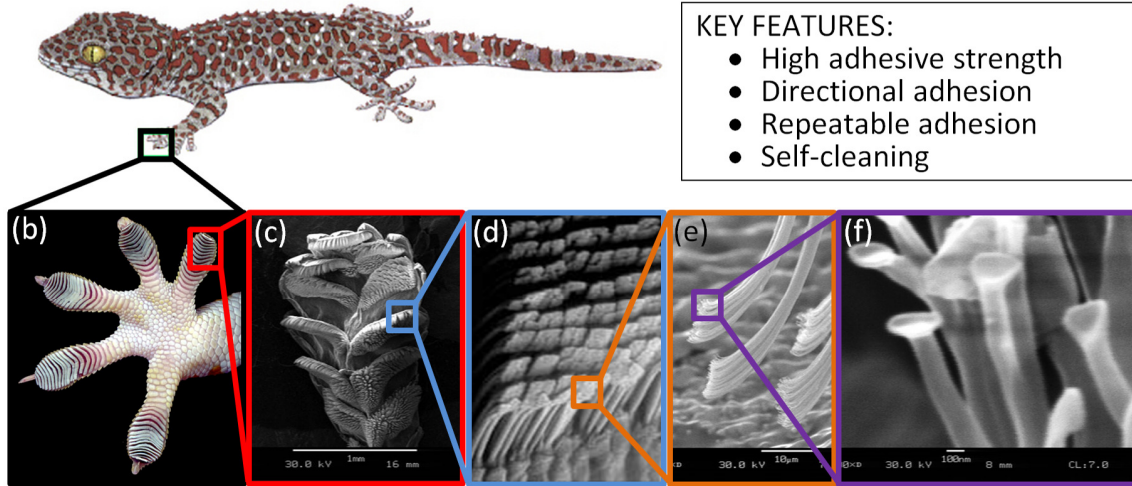 KEY FEATURES:
• High adhesive strength
• Directional adhesion
• Repeatable adhesion
• Self-cleaning
(b)
(c)
(d)
(e)
(f)
30.0 kV 1mm 16 mm
30.0 kV 10μm
30.0 kV 100nm 8 mm CL:7.0